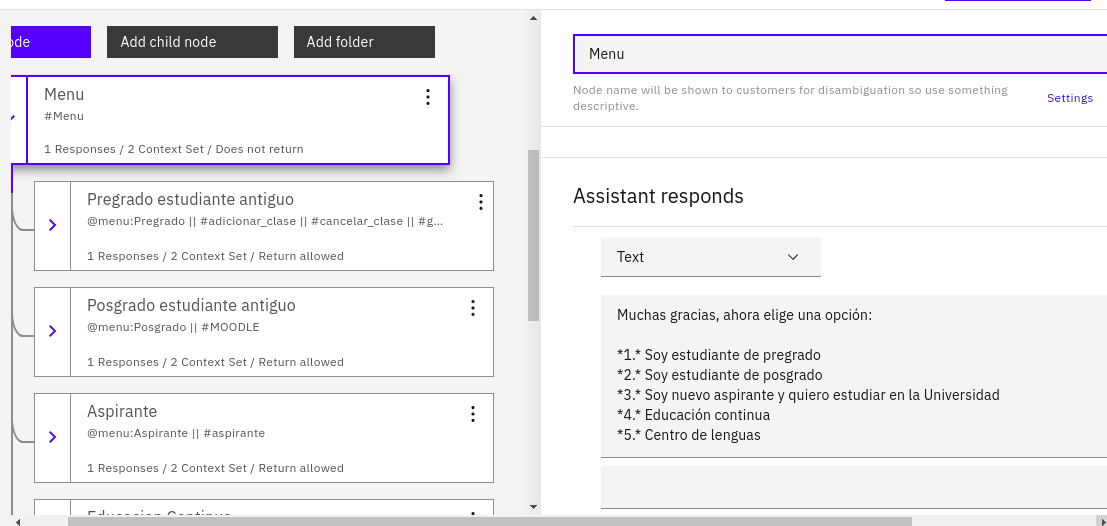 ode
Add child node
Add folder
Menu
#Menu
1 Responses / 2 Context Set / Does not return
Pregrado estudiante antiguo
@menu:Pregrado || #adicionar_clase || #cancelar_clase || #g...
1 Responses / 2 Context Set / Return allowed
Posgrado estudiante antiguo
@menu:Posgrado || #MOODLE
1 Responses / 2 Context Set / Return allowed
Aspirante
@menu:Aspirante || #aspirante
1 Responses / 2 Context Set / Return allowed
Educacion Continua
Menu
Node name will be shown to customers for disambiguation so use something
descriptive.
Settings
Assistant responds
Text
Muchas gracias, ahora elige una opción:
*1.* Soy estudiante de pregrado
*2.* Soy estudiante de posgrado
*3.* Soy nuevo aspirante y quiero estudiar en la Universidad
*4.* Educación continua
*5.* Centro de lenguas